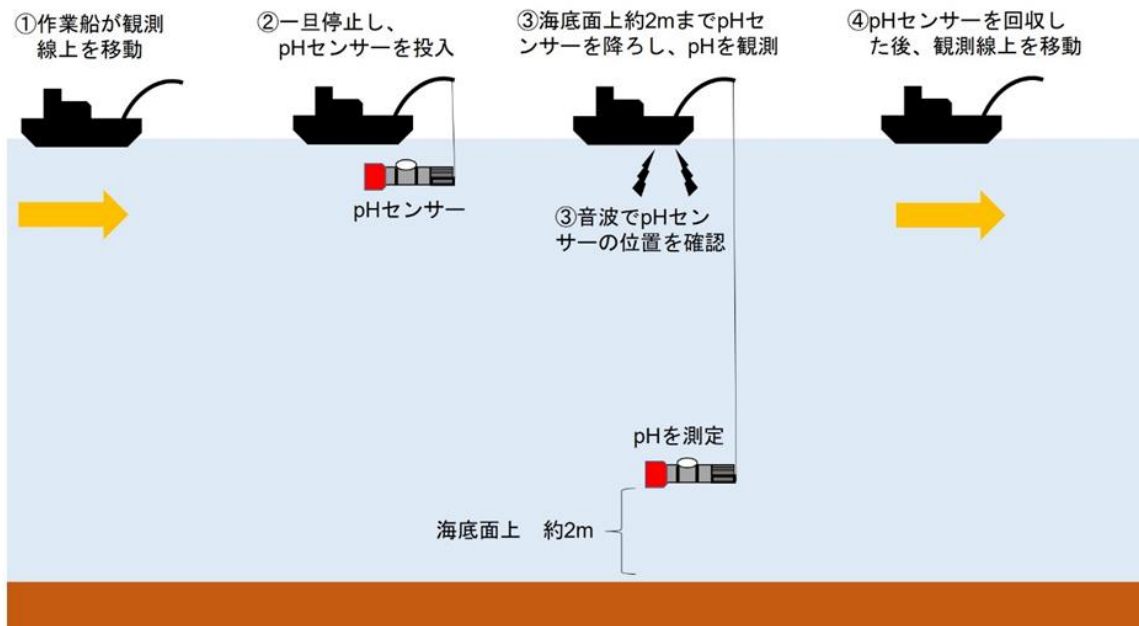 ①作業船が観測
線上を移動
②一旦停止し、
pHセンサーを投入
③海底面上約2mまでpHセ
ンサーを降ろし、pHを観測
④pHセンサーを回収し
た後、観測線上を移動
pHセンサー
③音波でpHセン
サーの位置を確認
pHを測定
海底面上　約2m